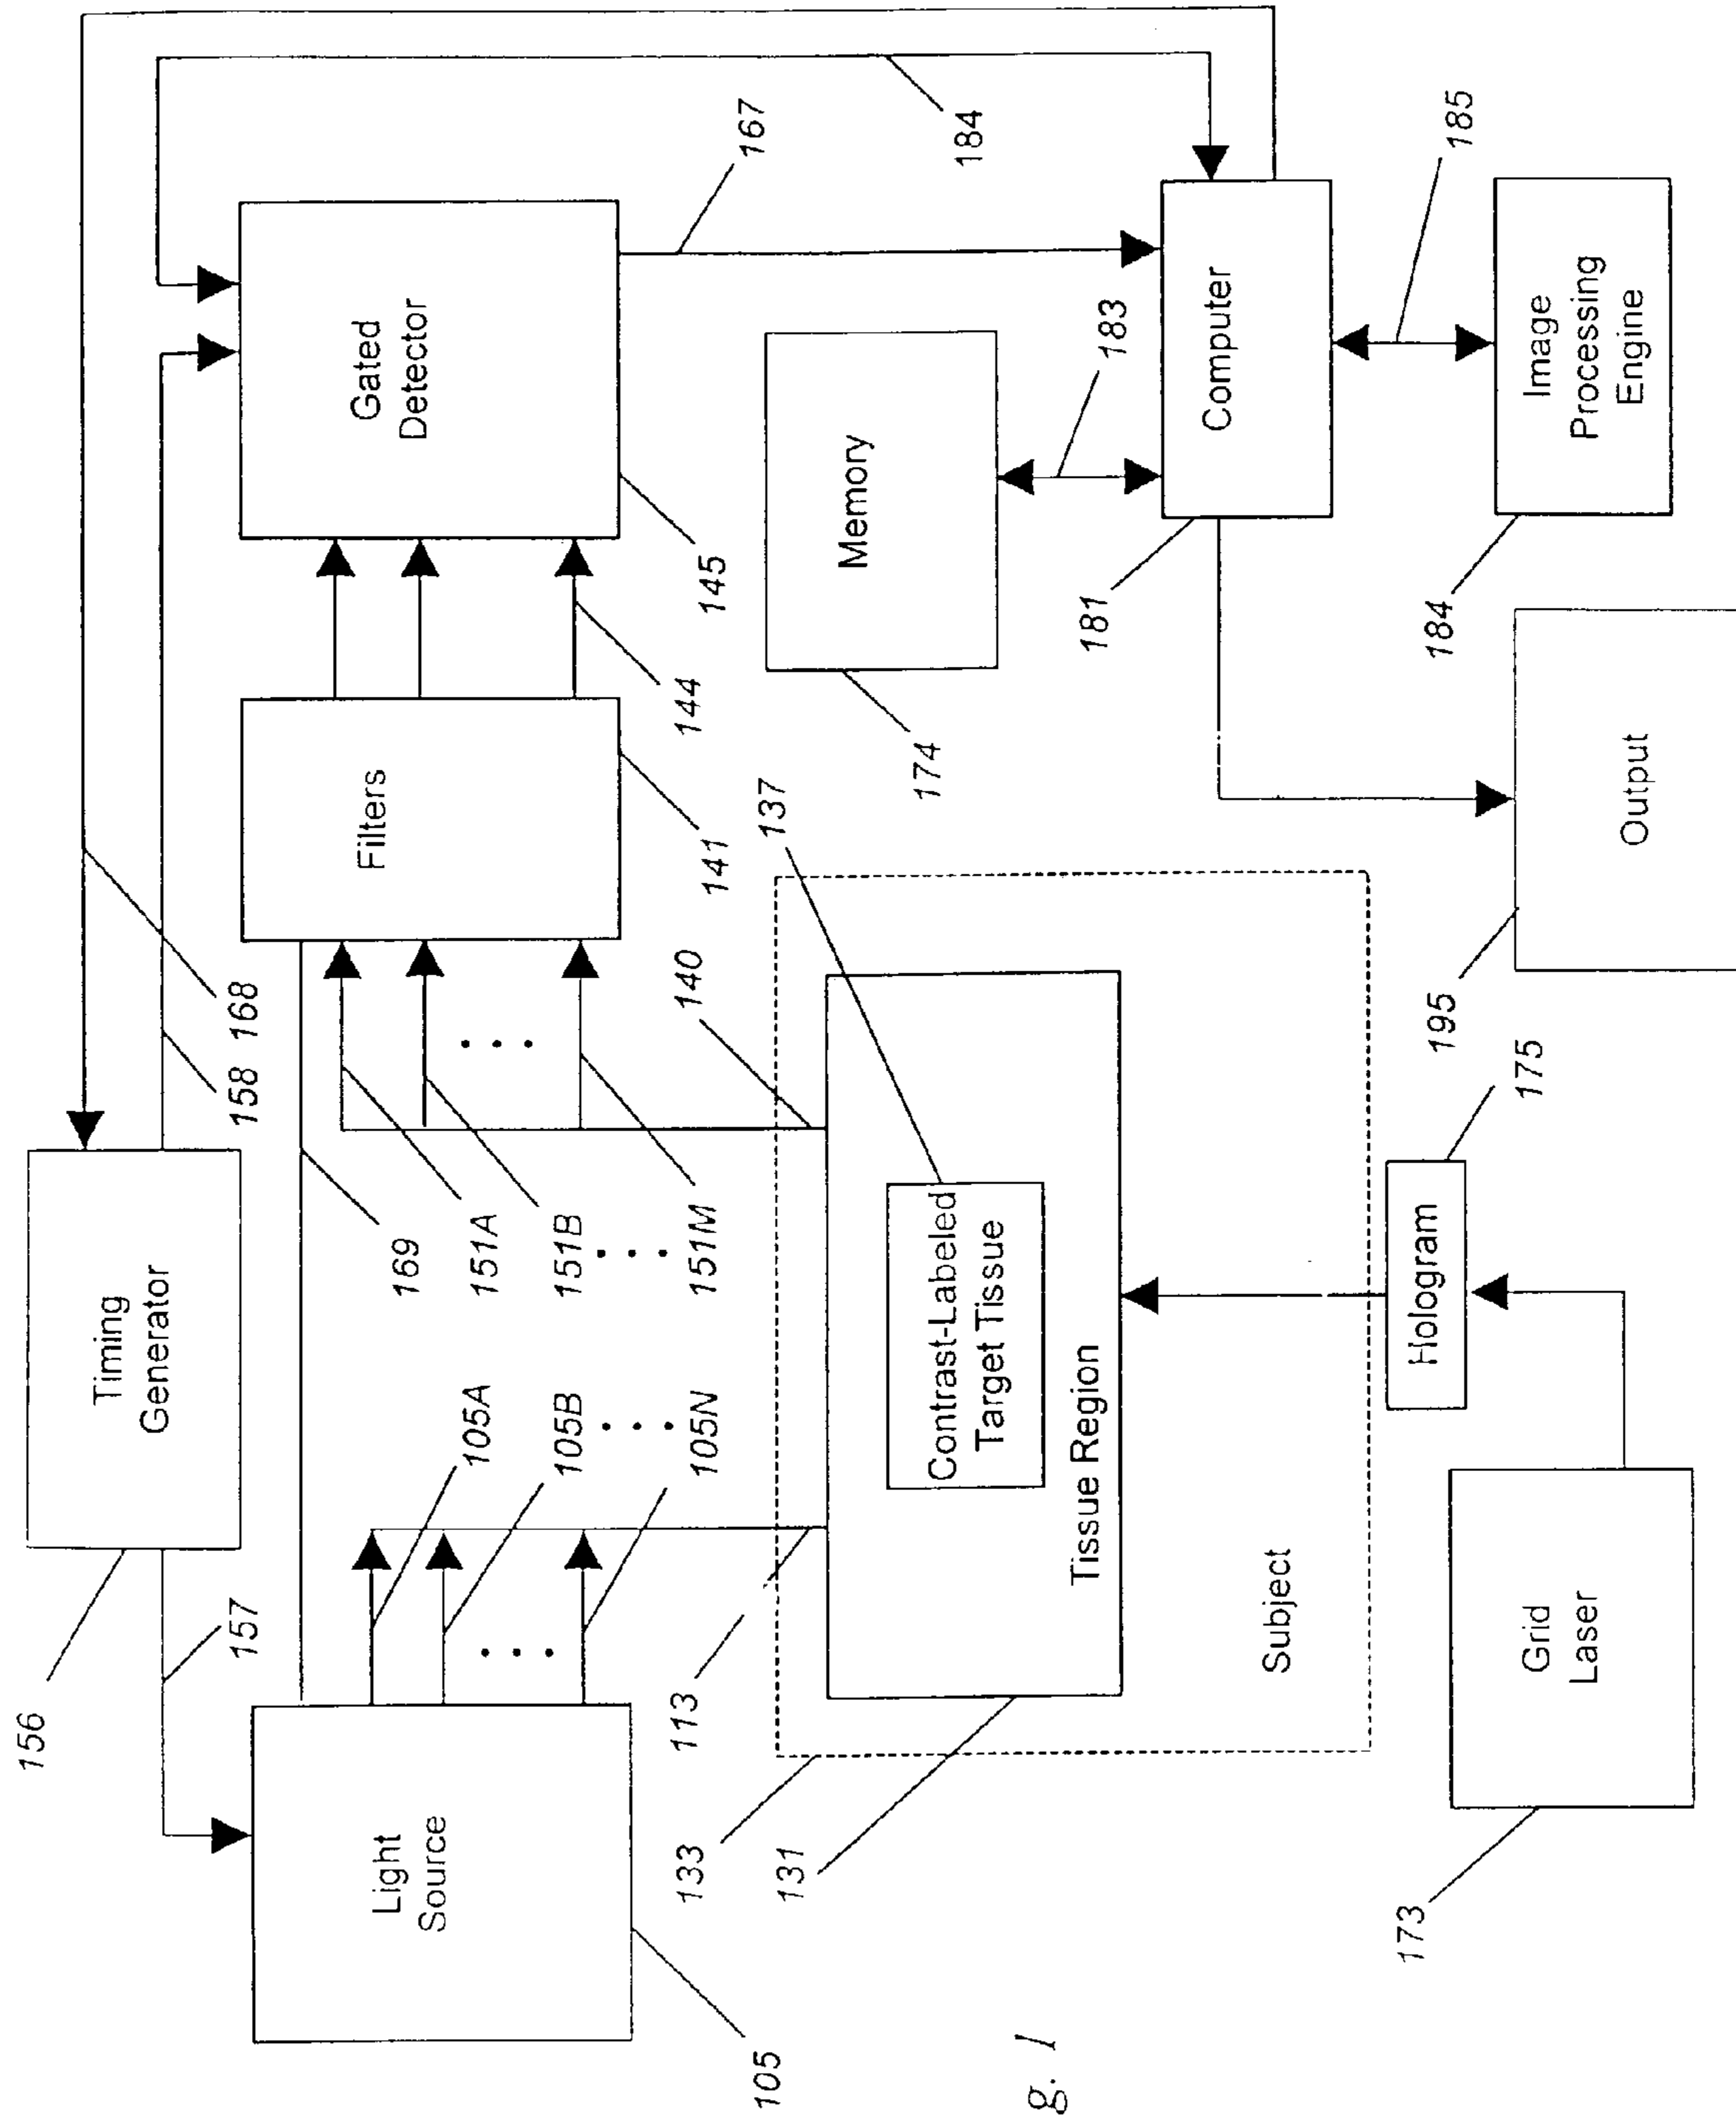 156
Timing
Generator
157
158
168
Light
Source
105
169
105A
105B
105N
151A
151B
151M
Filters
141
144
Gated
Detector
145
167
184
113
140
137
133
131
Contrast-Labeled
Target Tissue
Tissue Region
Subject
Memory
174
183
Computer
181
185
Image
Processing
Engine
184
Grid
Laser
173
Hologram
175
Output
195
g. 1